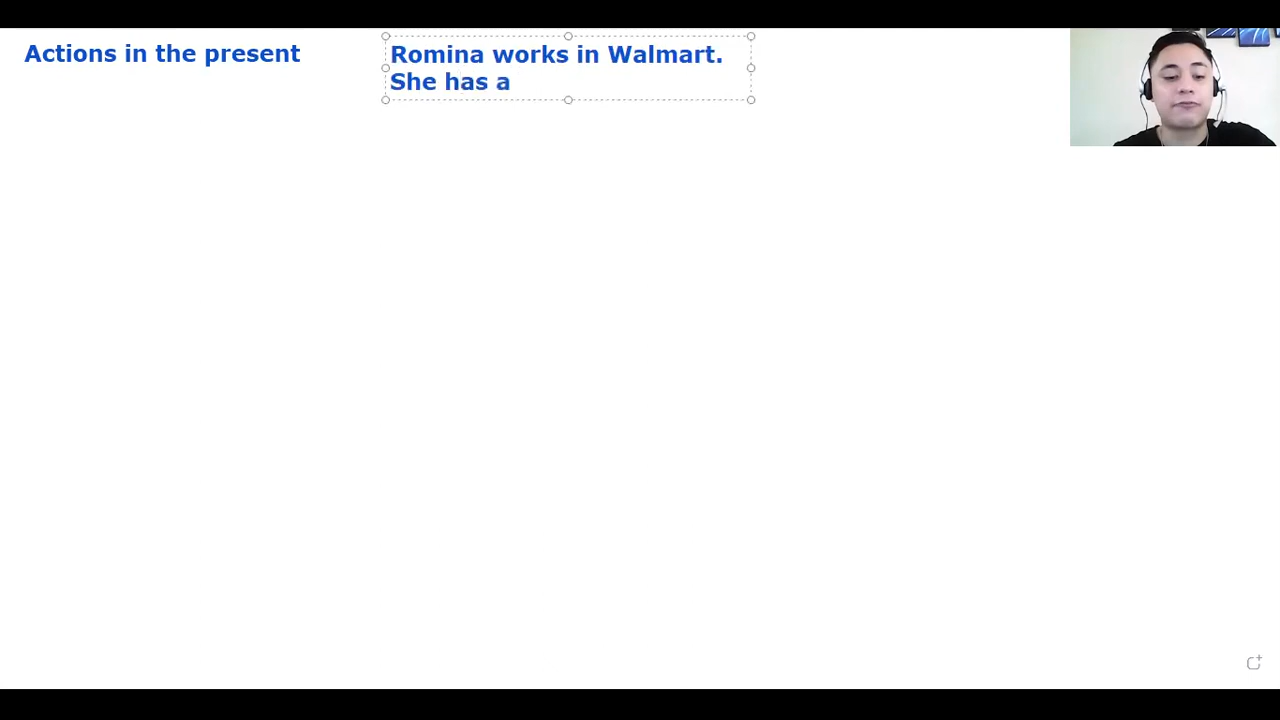 Actions in the present
Romina works in Walmart.
She has a